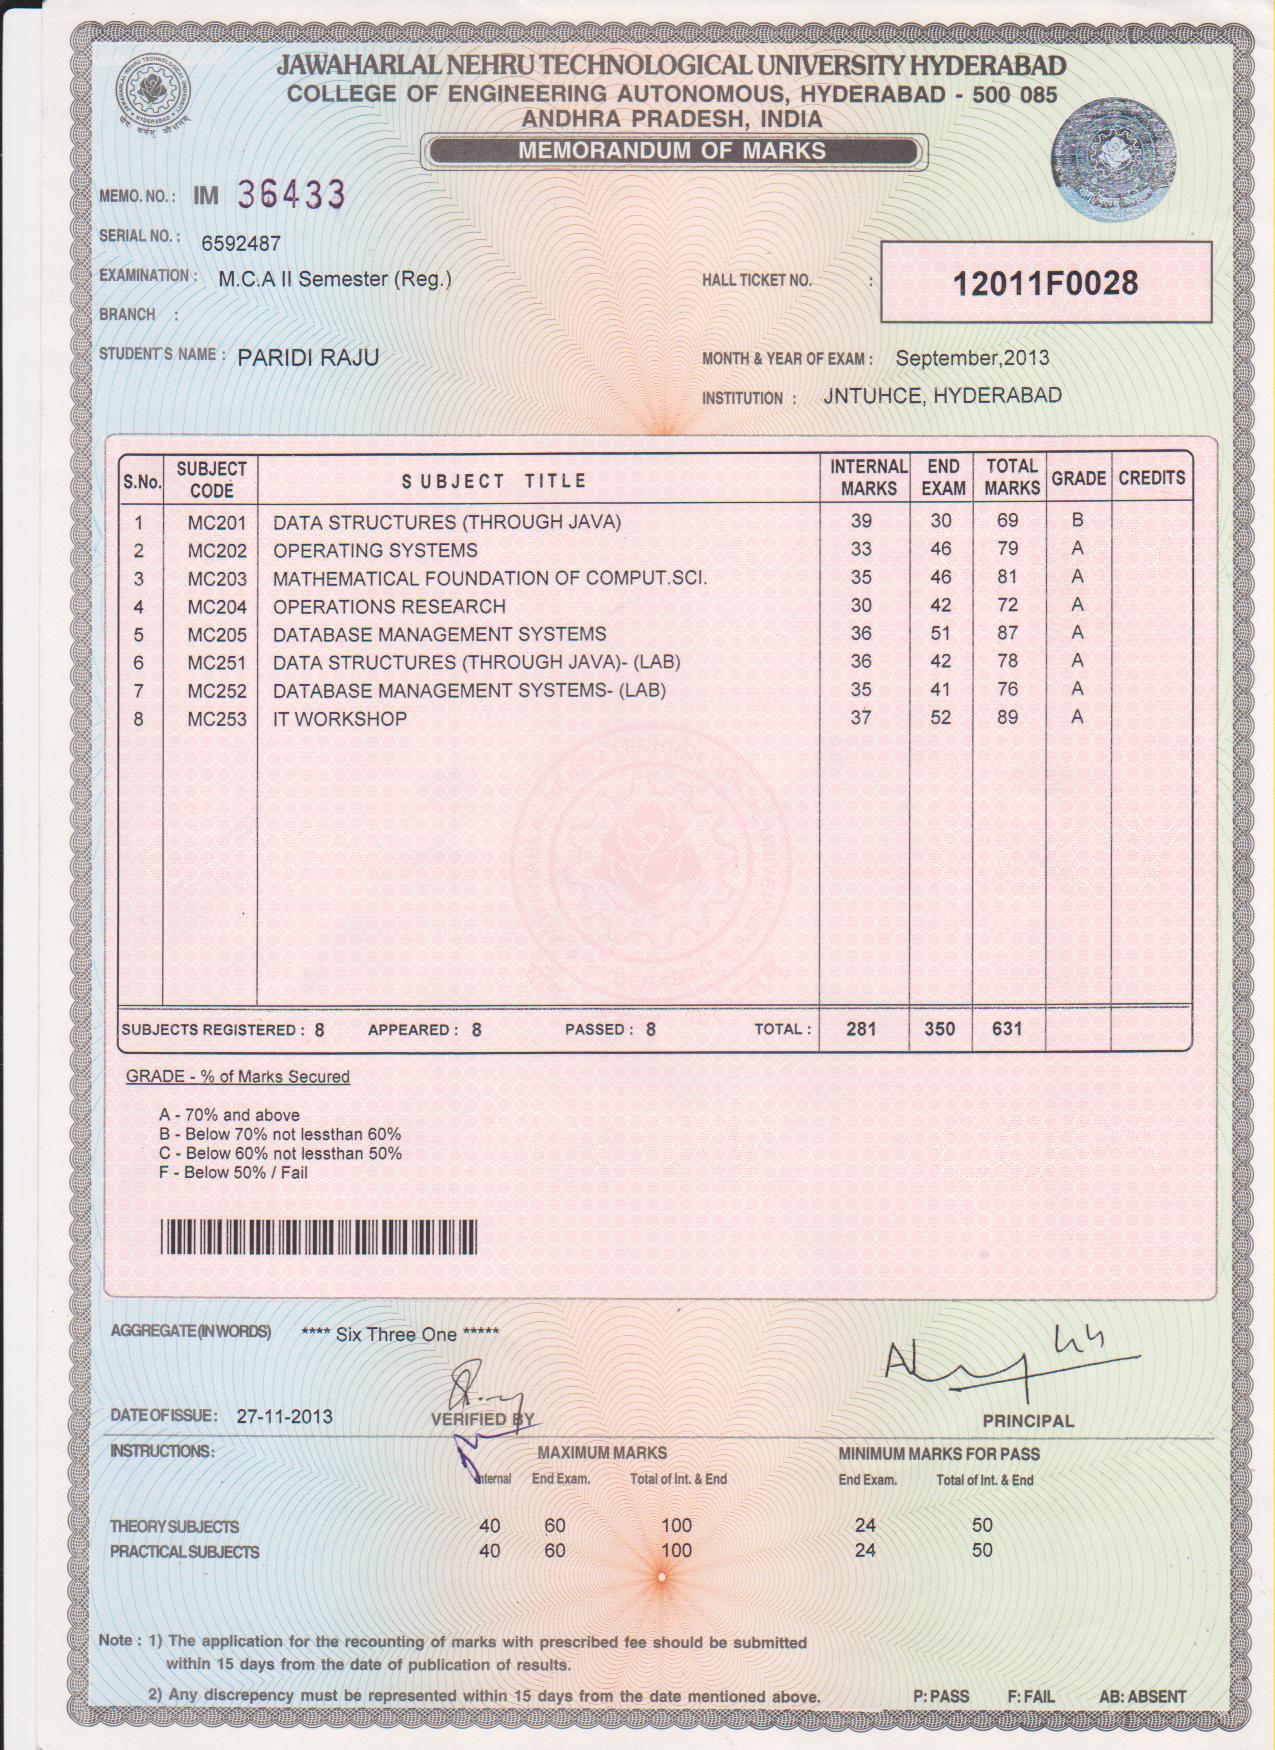 JAWAHARLAL NEHRU TECHNOLOGICAL UNIVERSITY HYDERABAD
COLLEGE OF ENGINEERING AUTONOMOUS, HYDERABAD - 500 085
ANDHRA PRADESH, INDIA
MEMORANDUM OF MARKS
MEMO. NO. : IM 36433
SERIAL NO. : 6592487
EXAMINATION : M.C.A II Semester (Reg.)
HALL TICKET NO. : 12011F0028
BRANCH :
STUDENT'S NAME : PARIDI RAJU
MONTH & YEAR OF EXAM : September,2013
INSTITUTION : JNTUHCE, HYDERABAD
S.No. SUBJECT CODE SUBJECT TITLE INTERNAL MARKS END EXAM TOTAL MARKS GRADE CREDITS
1 MC201 DATA STRUCTURES (THROUGH JAVA) 39 30 69 B
2 MC202 OPERATING SYSTEMS 33 46 79 A
3 MC203 MATHEMATICAL FOUNDATION OF COMPUT.SCI. 35 46 81 A
4 MC204 OPERATIONS RESEARCH 30 42 72 A
5 MC205 DATABASE MANAGEMENT SYSTEMS 36 51 87 A
6 MC251 DATA STRUCTURES (THROUGH JAVA)- (LAB) 36 42 78 A
7 MC252 DATABASE MANAGEMENT SYSTEMS- (LAB) 35 41 76 A
8 MC253 IT WORKSHOP 37 52 89 A
SUBJECTS REGISTERED : 8 APPEARED : 8 PASSED : 8 TOTAL : 281 350 631
GRADE - % of Marks Secured
A - 70% and above
B - Below 70% not lessthan 60%
C - Below 60% not lessthan 50%
F - Below 50% / Fail
AGGREGATE (IN WORDS) **** Six Three One *****
DATE OF ISSUE : 27-11-2013
VERIFIED BY
PRINCIPAL
INSTRUCTIONS :
MAXIMUM MARKS MINIMUM MARKS FOR PASS
Internal End Exam. Total of Int. & End End Exam. Total of Int. & End
THEORY SUBJECTS 40 60 100 24 50
PRACTICAL SUBJECTS 40 60 100 24 50
Note : 1) The application for the recounting of marks with prescribed fee should be submitted
within 15 days from the date of publication of results.
2) Any discrepency must be represented within 15 days from the date mentioned above.
P: PASS F: FAIL AB: ABSENT